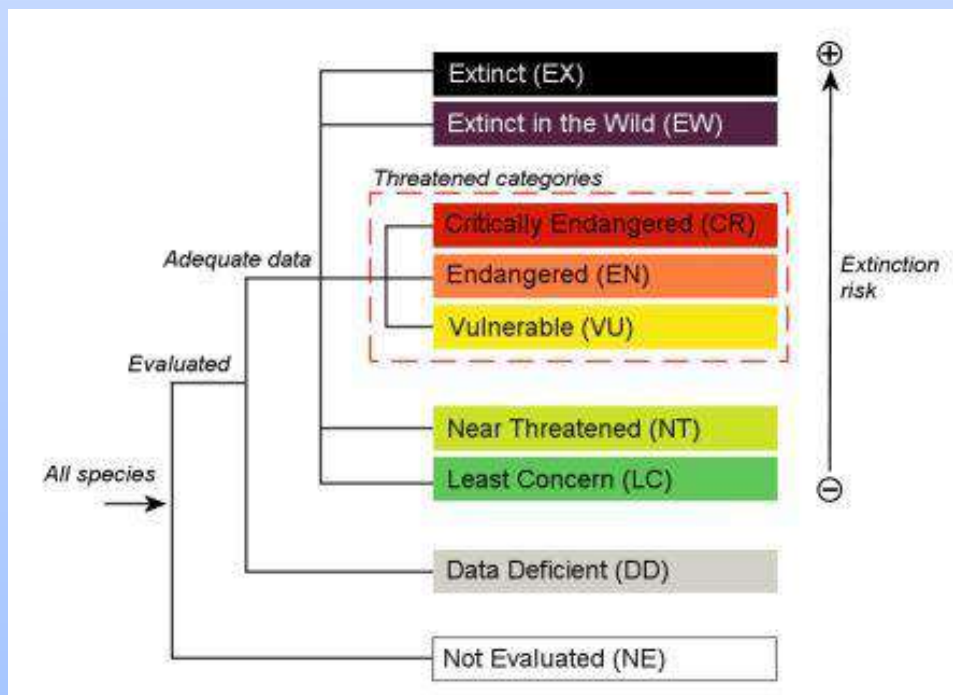 Extinct (EX)
Extinct in the Wild (EW)
Threatened categories
Critically Endangered (CR)
Adequate data
Endangered (EN)
Extinction
risk
Vulnerable (VU)
Evaluated
Near Threatened (NT)
All species
Least Concern (LC)
Data Deficient (DD)
Not Evaluated (NE)